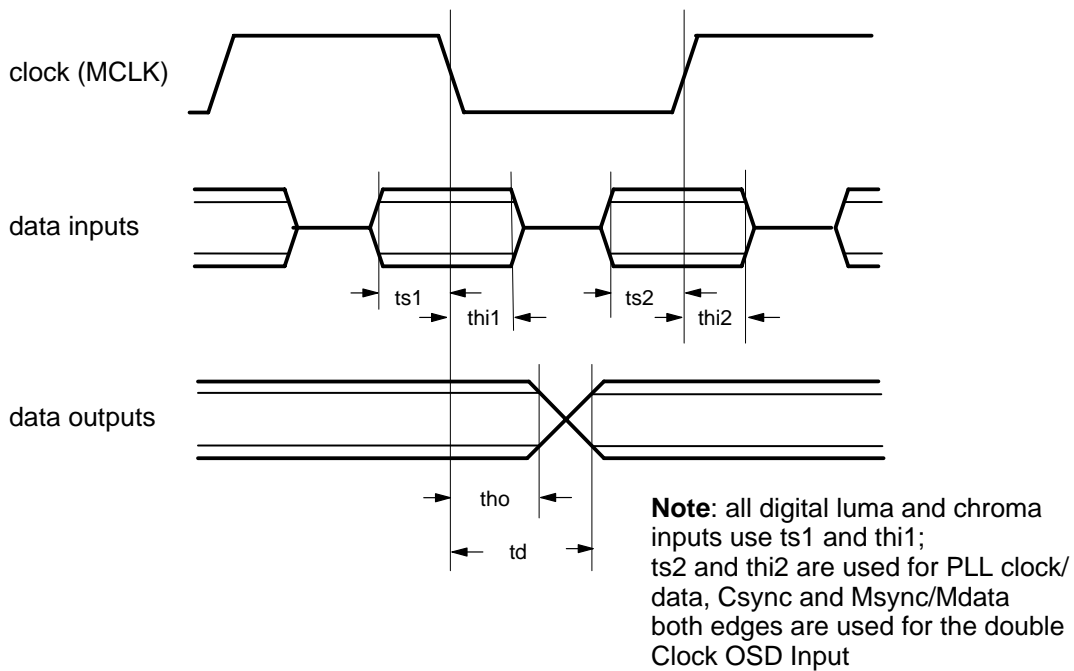 clock (MCLK)
data inputs
ts1
ts2
thi1
thi2
data outputs
tho
td
Note: all digital luma and chroma
inputs use ts1 and thi1;
ts2 and thi2 are used for PLL clock/
data, Csync and Msync/Mdata
both edges are used for the double
Clock OSD Input